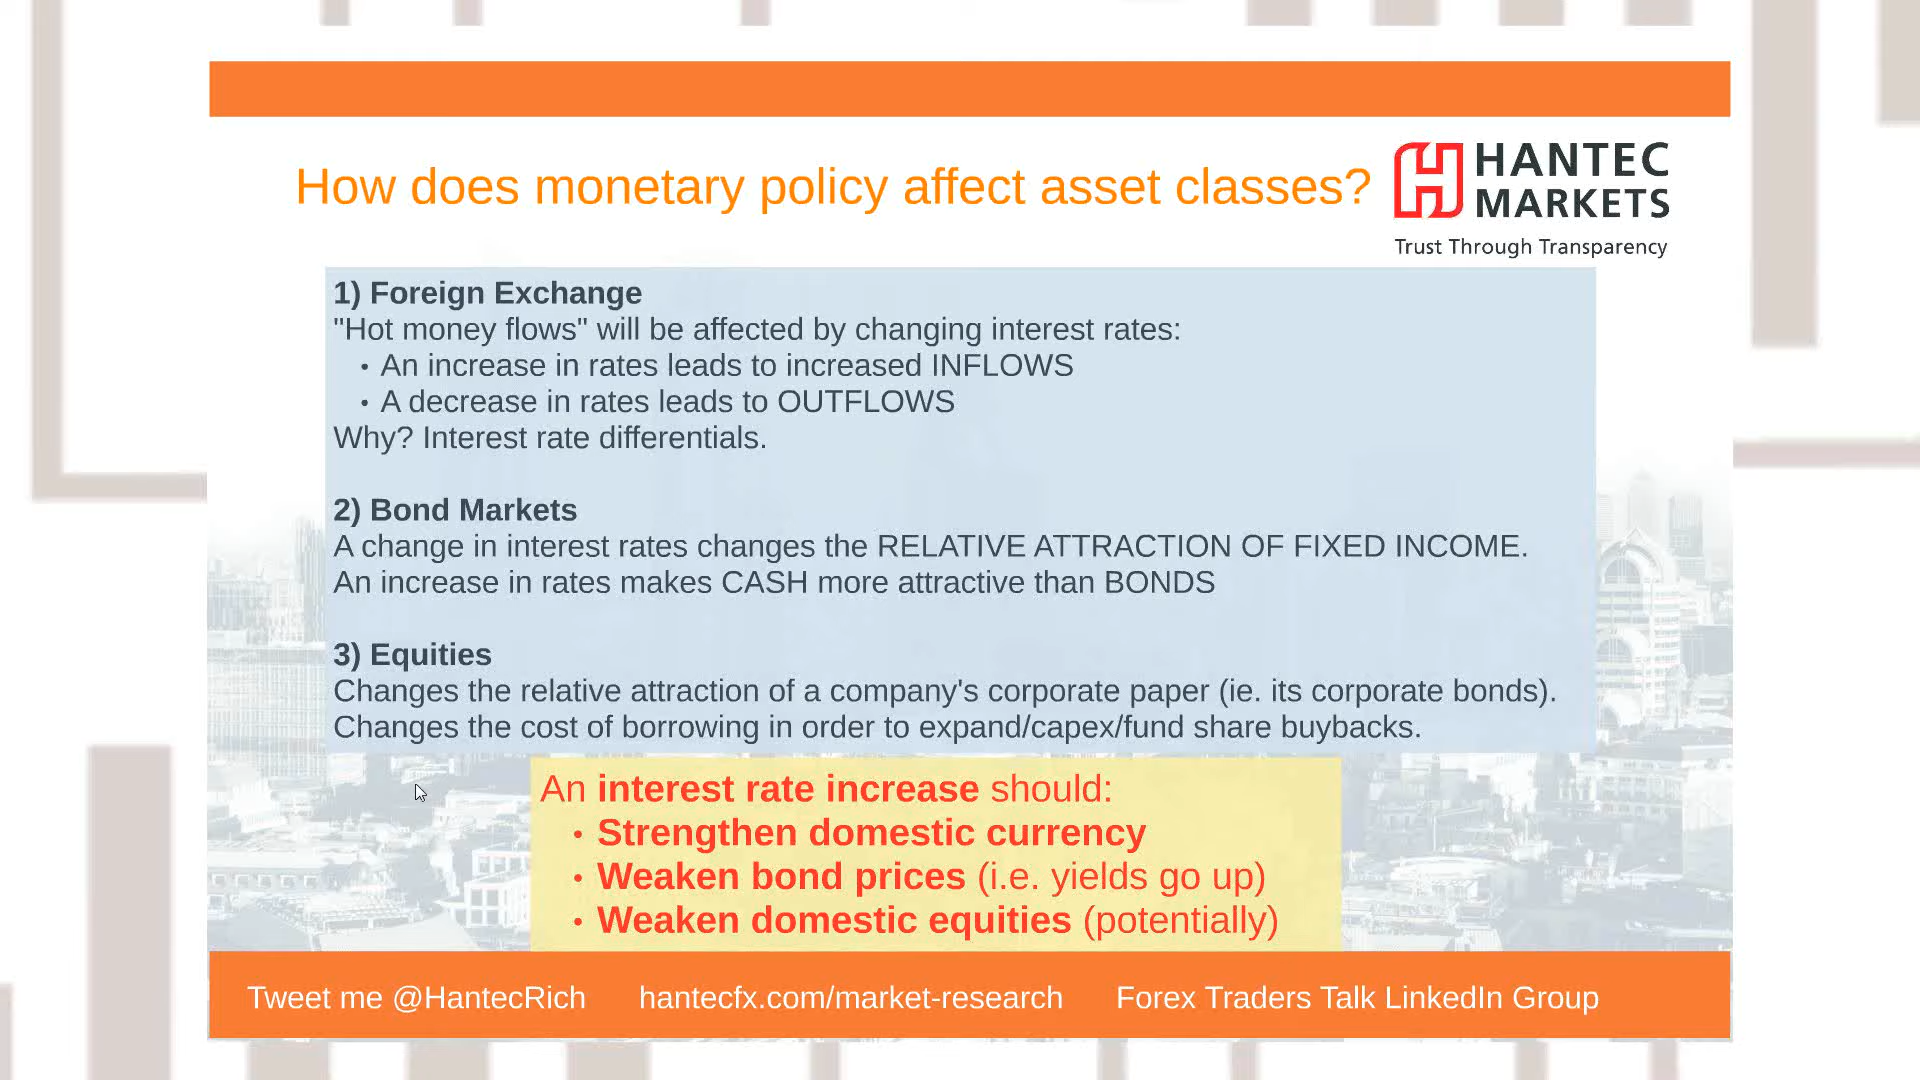 How does monetary policy affect asset classes?
HANTEC
MARKETS
Trust Through Transparency
1) Foreign Exchange
"Hot money flows" will be affected by changing interest rates:
• An increase in rates leads to increased INFLOWS
• A decrease in rates leads to OUTFLOWS
Why? Interest rate differentials.
2) Bond Markets
A change in interest rates changes the RELATIVE ATTRACTION OF FIXED INCOME.
An increase in rates makes CASH more attractive than BONDS
3) Equities
Changes the relative attraction of a company's corporate paper (ie. its corporate bonds).
Changes the cost of borrowing in order to expand/capex/fund share buybacks.
An interest rate increase should:
• Strengthen domestic currency
• Weaken bond prices (i.e. yields go up)
• Weaken domestic equities (potentially)
Tweet me @HantecRich hantecfx.com/market-research Forex Traders Talk LinkedIn Group